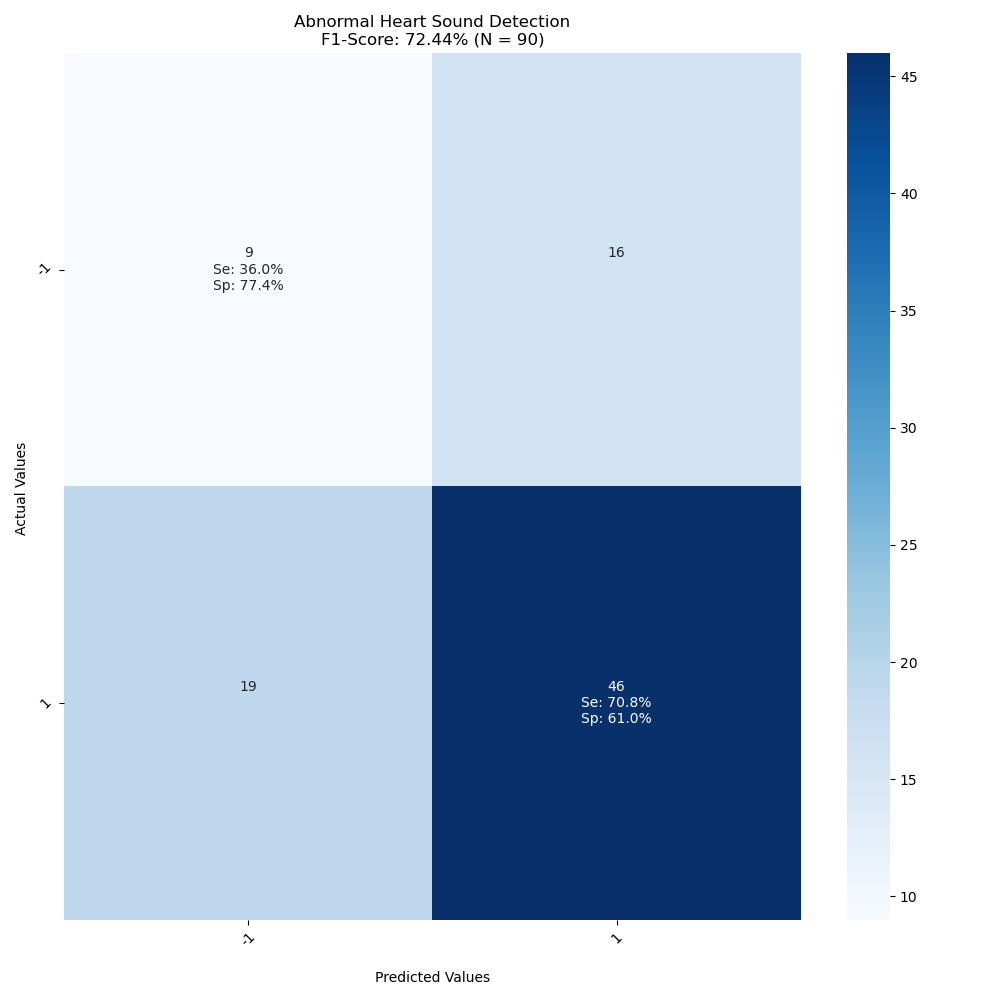 Abnormal Heart Sound Detection
F1-Score: 72.44% (N = 90)
Actual Values
-1
1
9
Se: 36.0%
Sp: 77.4%
16
19
46
Se: 70.8%
Sp: 61.0%
-1
1
Predicted Values
45
40
35
30
25
20
15
10